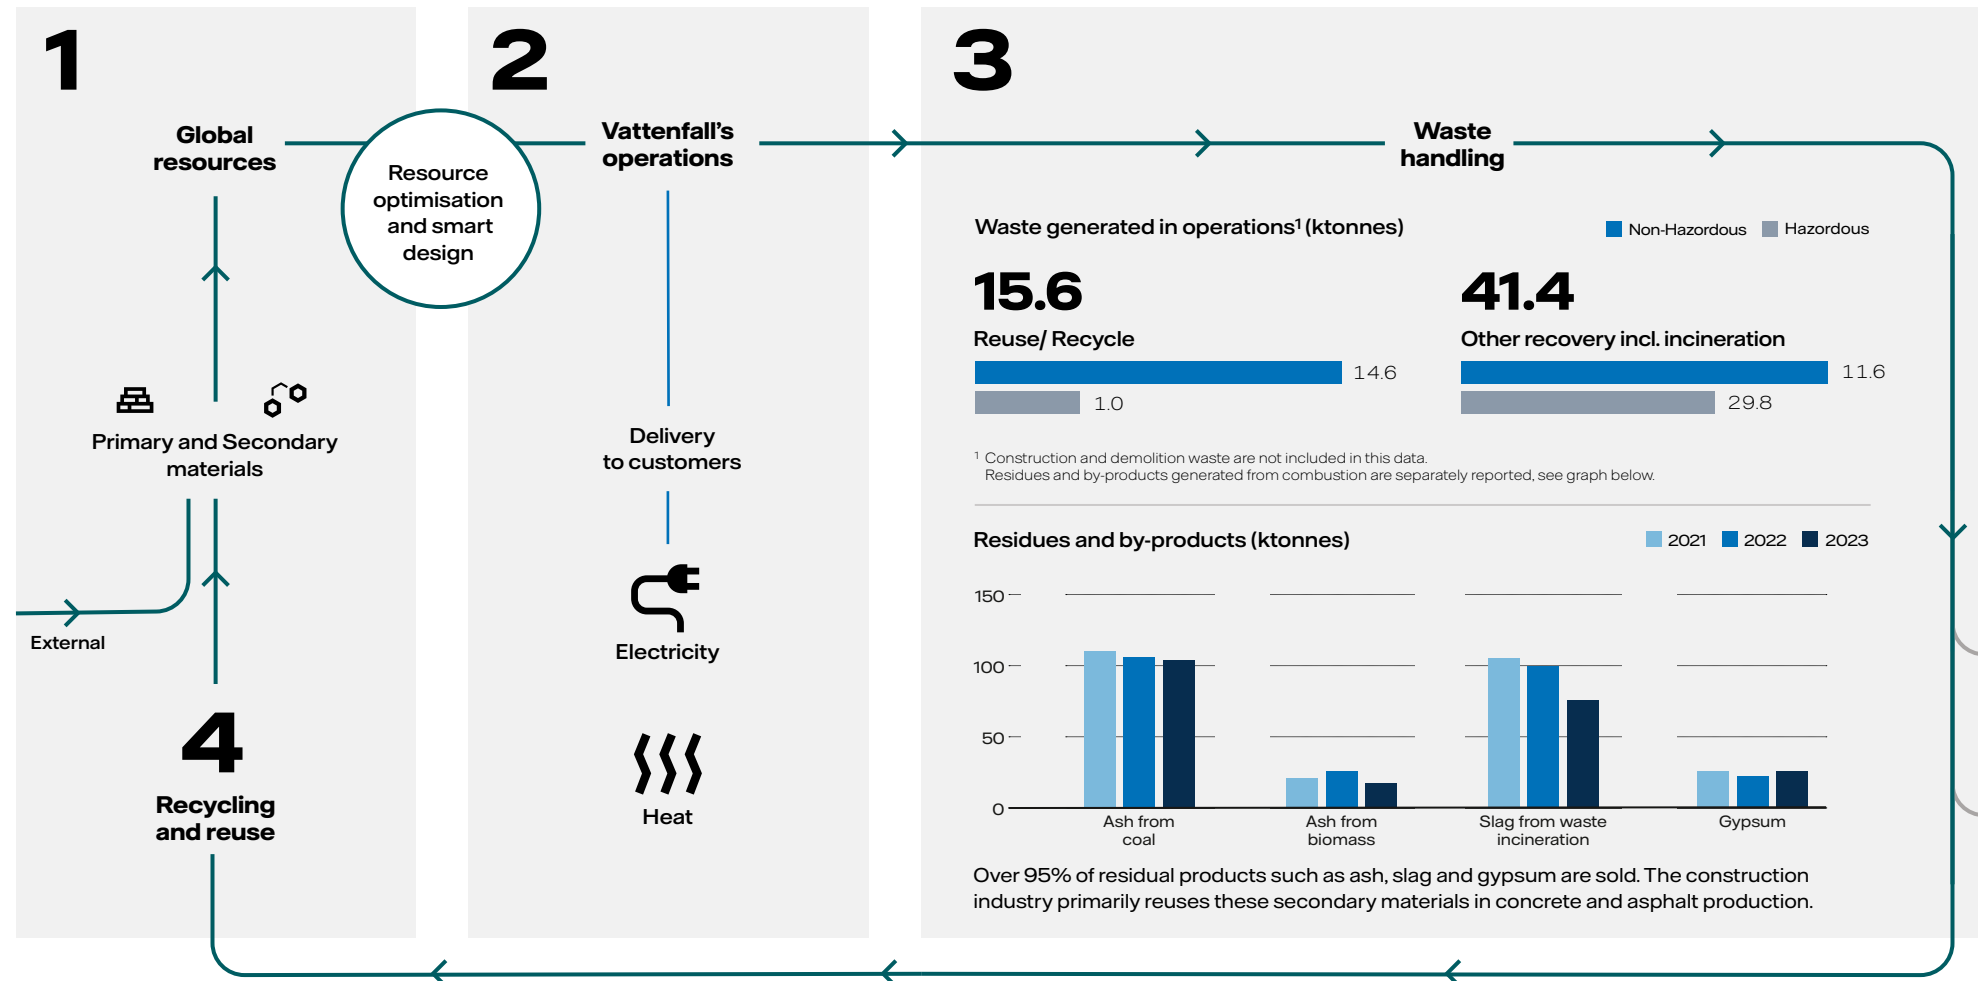 1
Global
resources
Resource
optimisation
and smart
design
Primary and Secondary
materials
External
4
Recycling
and reuse
2
Vattenfall's
operations
Delivery
to customers
Electricity
Heat
3
Waste
handling
Waste generated in operations¹ (ktonnes)
Non-Hazordous Hazordous
15.6
Reuse/ Recycle
14.6
1.0
41.4
Other recovery incl. incineration
11.6
29.8
¹ Construction and demolition waste are not included in this data.
Residues and by-products generated from combustion are separately reported, see graph below.
Residues and by-products (ktonnes)
2021 2022 2023
150
100
50
0
Ash from
coal
Ash from
biomass
Slag from waste
incineration
Gypsum
Over 95% of residual products such as ash, slag and gypsum are sold. The construction
industry primarily reuses these secondary materials in concrete and asphalt production.